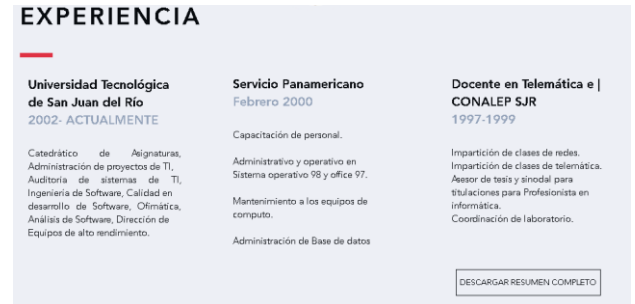 EXPERIENCIA
Universidad Tecnológica
de San Juan del Río
2002- ACTUALMENTE
Catedrático de Asignaturas,
Administración de proyectos de TI,
Auditoria de sistemas de TI,
Ingeniería de Software, Calidad en
desarrollo de Software, Ofimática,
Análisis de Software, Dirección de
Equipos de alto rendimiento.
Servicio Panamericano
Febrero 2000
Capacitación de personal.
Administrativo y operativo en
Sistema operativo 98 y office 97.
Mantenimiento a los equipos de
computo.
Administración de Base de datos
Docente en Telemática e |
CONALEP SJR
1997-1999
Impartición de clases de redes.
Impartición de clases de telemática.
Asesor de tesis y sinodal para
titulaciones para Profesionista en
informática.
Coordinación de laboratorio.
DESCARGAR RESUMEN COMPLETO